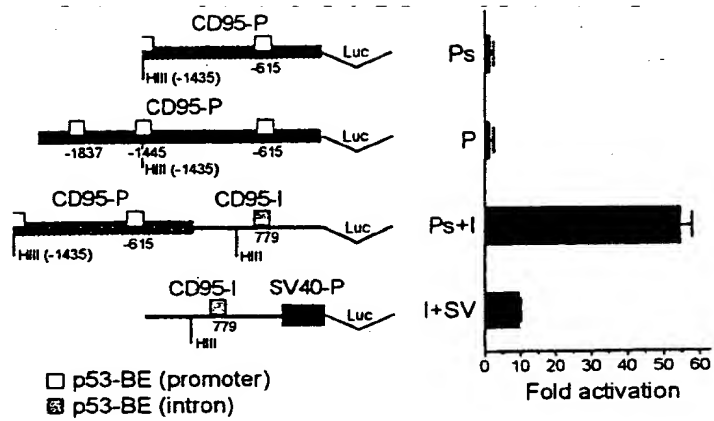 CD95-P
Luc
Ps
-615
HIII (-1435)
CD95-P
P
-1837
-1445
-615
HIII (-1435)
Luc
CD95-P
CD95-I
Ps+I
-615
779
Luc
HIII (-1435)
HIII
CD95-I
SV40-P
I+SV
779
Luc
HIII
0 10 20 30 40 50 60
Fold activation
p53-BE (promoter)
p53-BE (intron)